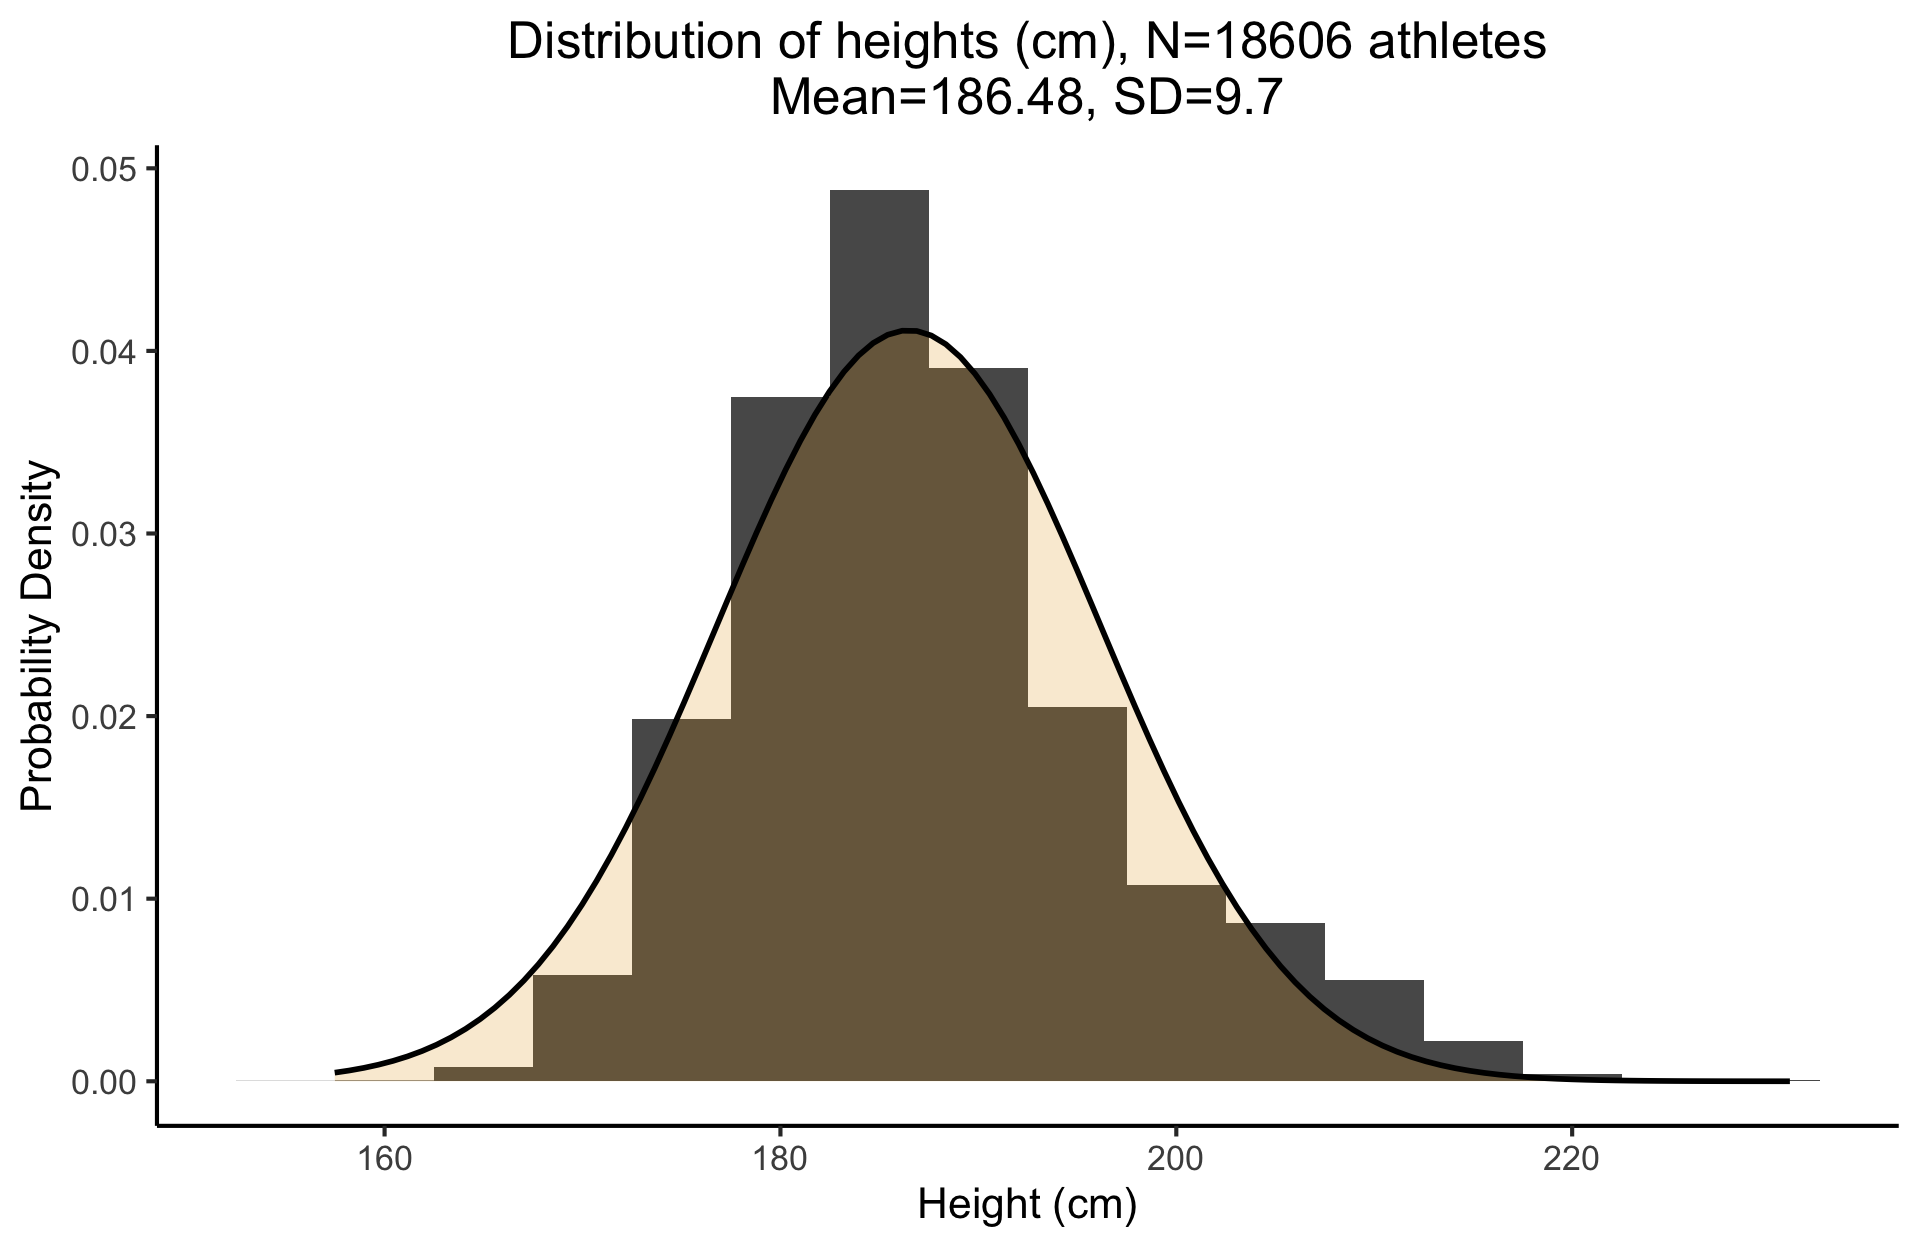 Distribution of heights (cm), N=18606 athletes
Mean=186.48, SD=9.7
0.05
0.04
0.03
0.02
0.01
0.00
Probability Density
160
180
200
220
Height (cm)